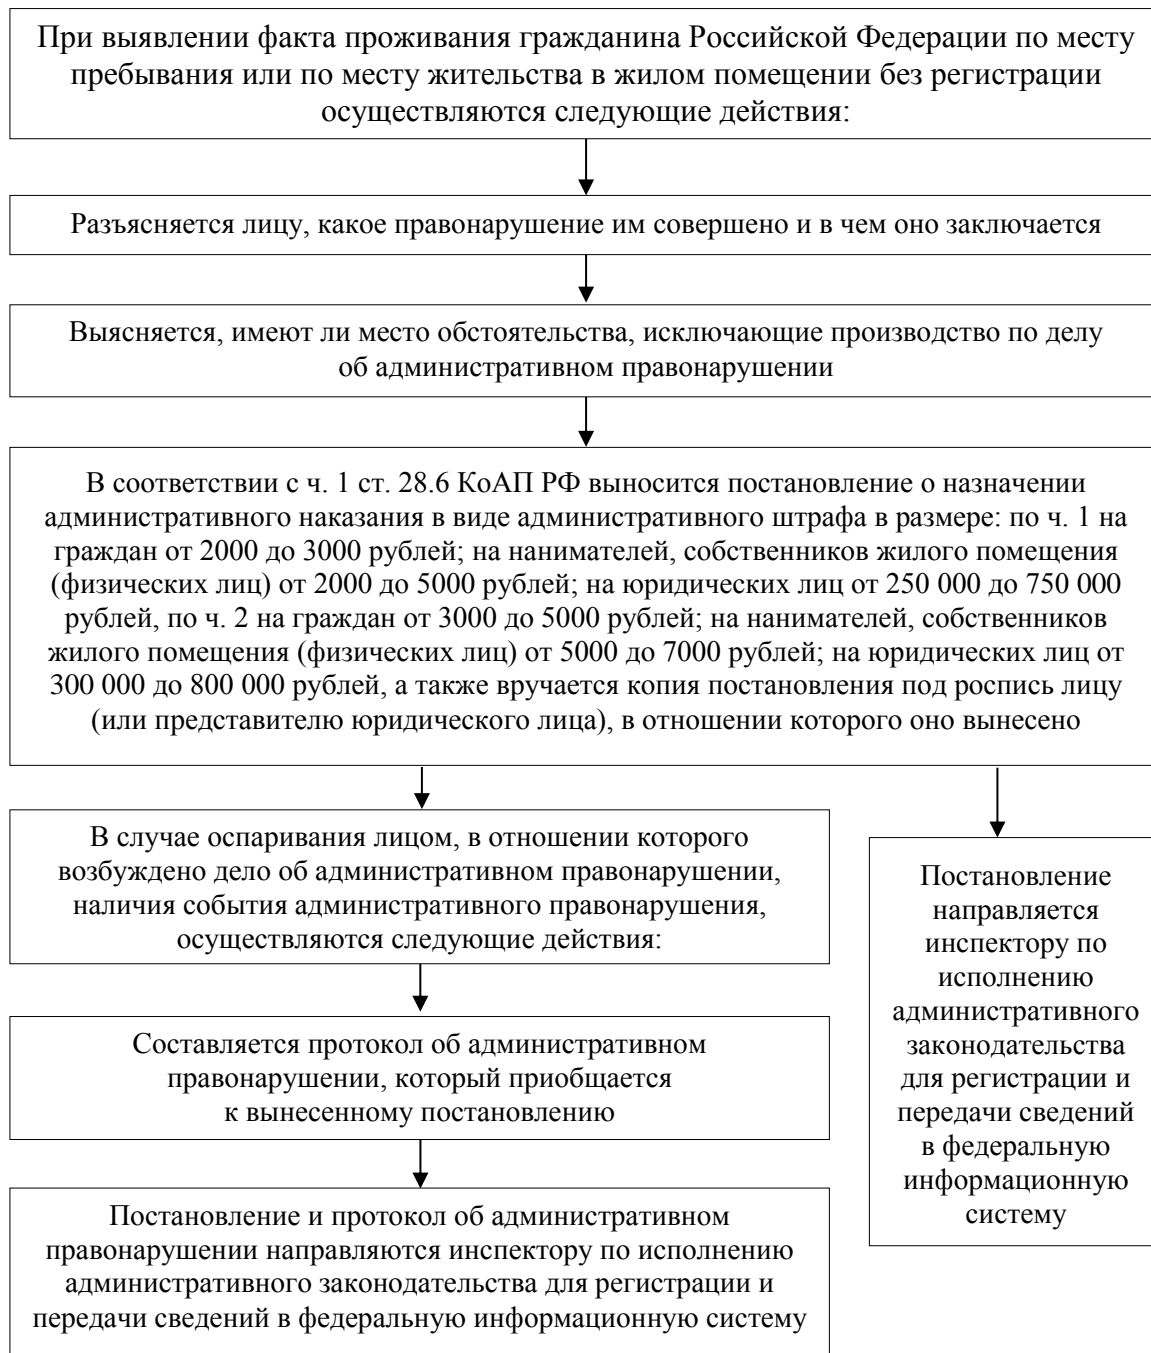 При выявлении факта проживания гражданина Российской Федерации по месту
пребывания или по месту жительства в жилом помещении без регистрации
осуществляются следующие действия:
Разъясняется лицу, какое правонарушение им совершено и в чем оно заключается
Выясняется, имеют ли место обстоятельства, исключающие производство по делу
об административном правонарушении
В соответствии с ч. 1 ст. 28.6 КоАП РФ выносится постановление о назначении
административного наказания в виде административного штрафа в размере: по ч. 1 на
граждан от 2000 до 3000 рублей; на нанимателей, собственников жилого помещения
(физических лиц) от 2000 до 5000 рублей; на юридических лиц от 250 000 до 750 000
рублей, по ч. 2 на граждан от 3000 до 5000 рублей; на нанимателей, собственников
жилого помещения (физических лиц) от 5000 до 7000 рублей; на юридических лиц от
300 000 до 800 000 рублей, а также вручается копия постановления под роспись лицу
(или представителю юридического лица), в отношении которого оно вынесено
В случае оспаривания лицом, в отношении которого
возбуждено дело об административном правонарушении,
наличия события административного правонарушения,
осуществляются следующие действия:
Составляется протокол об административном
правонарушении, который приобщается
к вынесенному постановлению
Постановление и протокол об административном
правонарушении направляются инспектору по исполнению
административного законодательства для регистрации и
передачи сведений в федеральную информационную систему
Постановление
направляется
инспектору по
исполнению
административного
законодательства
для регистрации и
передачи сведений
в федеральную
информационную
систему